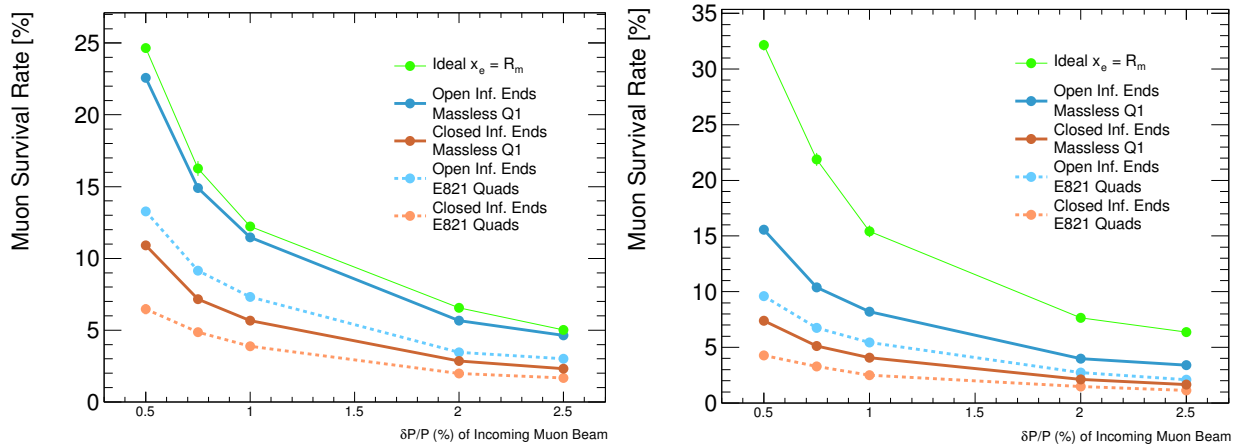 Muon Survival Rate [%]
25
20
15
10
5
0
0.5
1
1.5
2
2.5
δP/P (%) of Incoming Muon Beam
Ideal x_e = R_m
Open Inf. Ends
Massless Q1
Closed Inf. Ends
Massless Q1
Open Inf. Ends
E821 Quads
Closed Inf. Ends
E821 Quads
Muon Survival Rate [%]
35
30
25
20
15
10
5
0
0.5
1
1.5
2
2.5
δP/P (%) of Incoming Muon Beam
Ideal x_e = R_m
Open Inf. Ends
Massless Q1
Closed Inf. Ends
Massless Q1
Open Inf. Ends
E821 Quads
Closed Inf. Ends
E821 Quads